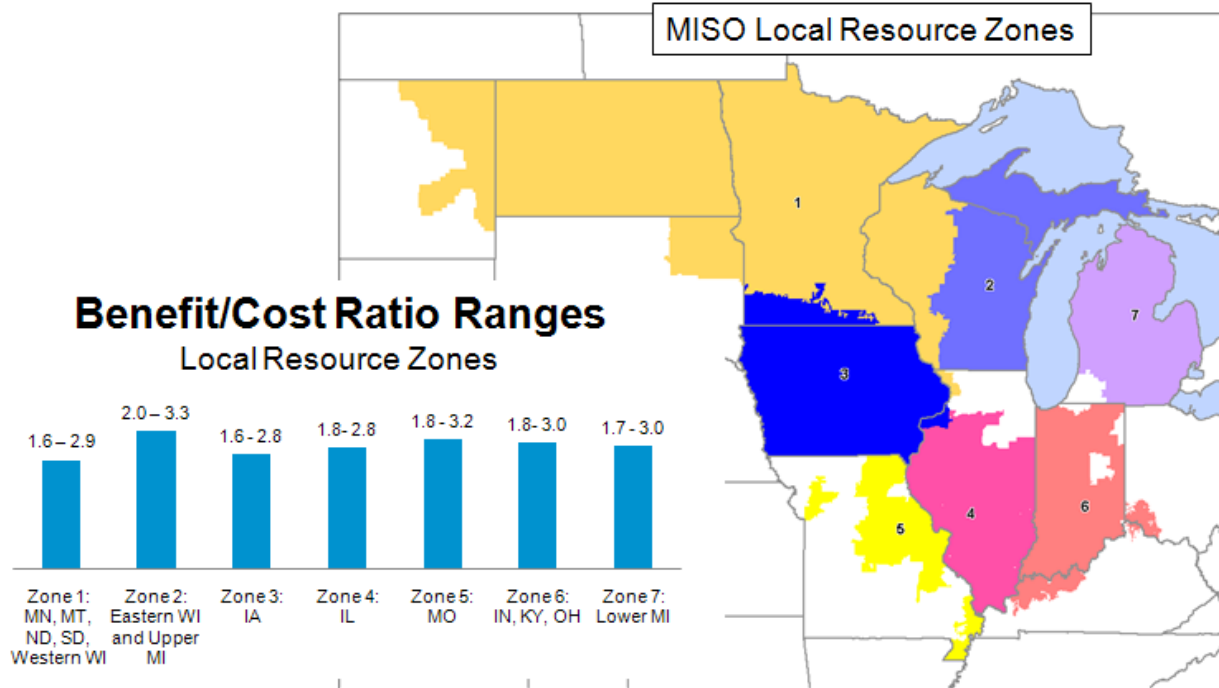 MISO Local Resource Zones
1
2
7
3
4
6
5
Benefit/Cost Ratio Ranges
Local Resource Zones
1.6 – 2.9
2.0 – 3.3
1.6 - 2.8
1.8 - 2.8
1.8 - 3.2
1.8- 3.0
1.7 - 3.0
Zone 1:
MN, MT,
ND, SD,
Western WI
Zone 2:
Eastern WI
and Upper
MI
Zone 3:
IA
Zone 4:
IL
Zone 5:
MO
Zone 6:
IN, KY, OH
Zone 7:
Lower MI